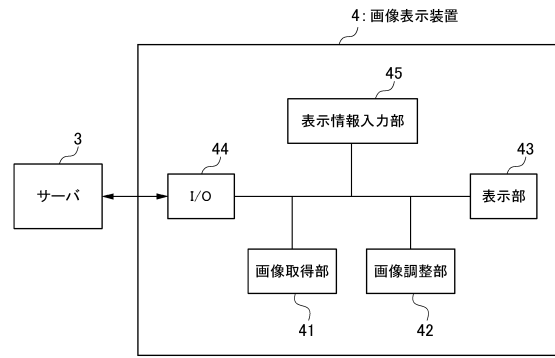 4：画像表示装置
45
表示情報入力部
3
サーバ
44
I/O
43
表示部
画像取得部
41
画像調整部
42